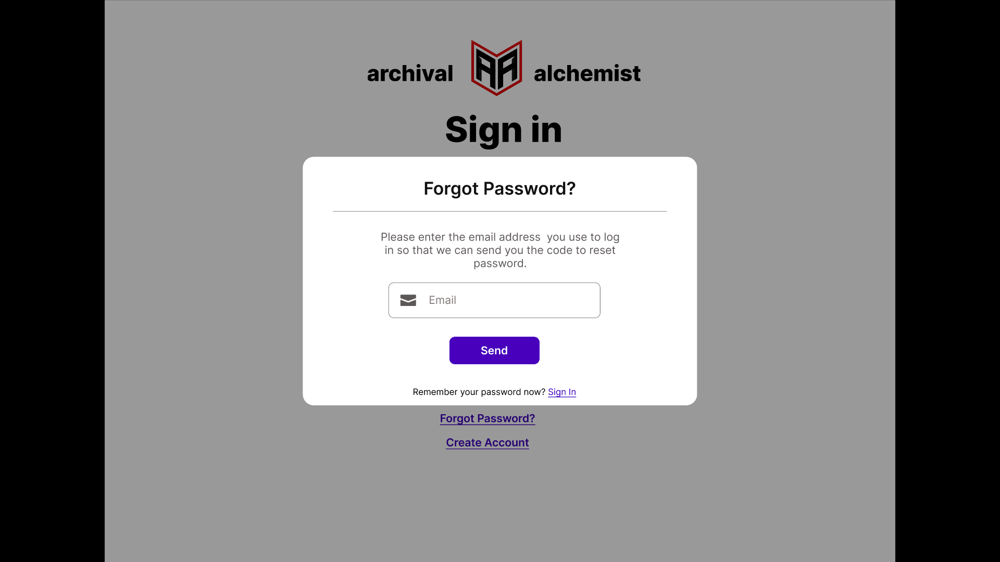 archival AA alchemist
Sign in
Forgot Password?
Please enter the email address  you use to log
in so that we can send you the code to reset
password.
Email
Send
Remember your password now? Sign In
Forgot Password?
Create Account